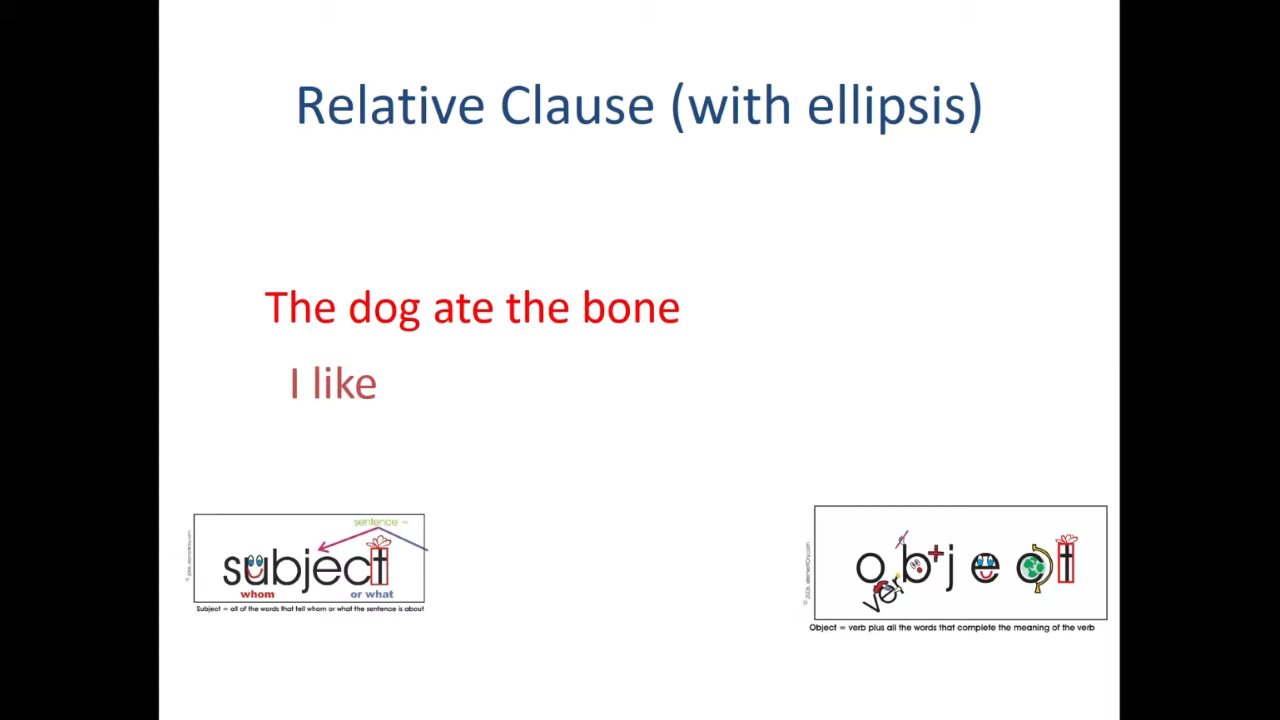 Relative Clause (with ellipsis)
The dog ate the bone
I like
sentence =
subject
whom or what
Subject = all of the words that tell whom or what the sentence is about
object
ver
Object = verb plus all the words that complete the meaning of the verb